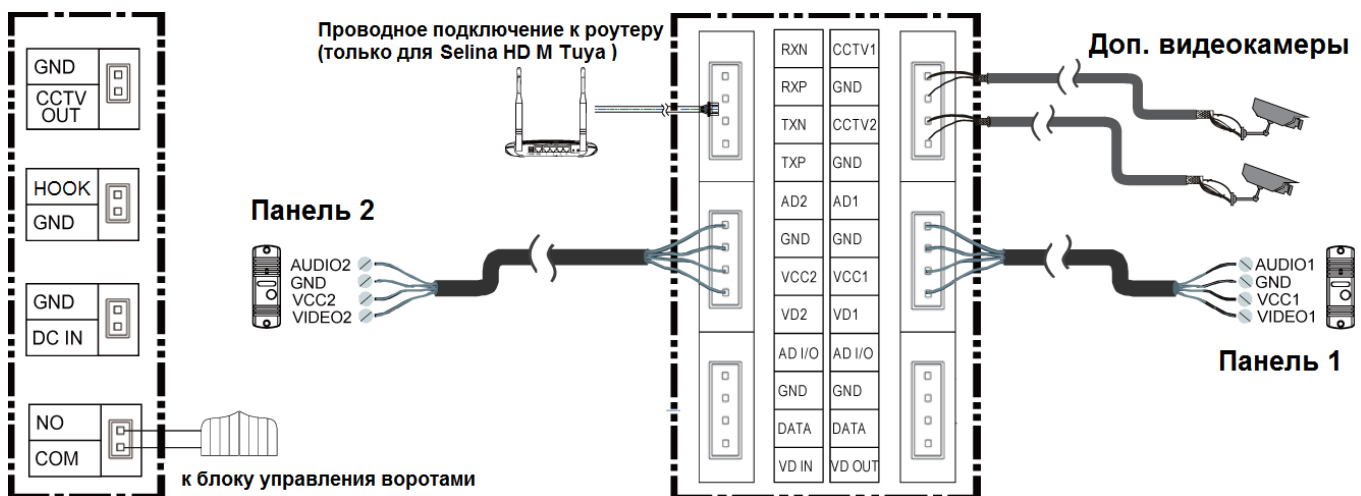 GND
CCTV
OUT
HOOK
GND
GND
DC IN
NO
COM
к блоку управления воротами
Проводное подключение к роутеру
(только для Selina HD M Tuya )
Панель 2
AUDIO2
GND
VCC2
VIDEO2
RXN CCTV1
RXP GND
TXN CCTV2
TXP GND
AD2 AD1
GND GND
VCC2 VCC1
VD2 VD1
AD I/O AD I/O
GND GND
DATA DATA
VD IN VD OUT
Доп. видеокамеры
AUDIO1
GND
VCC1
VIDEO1
Панель 1